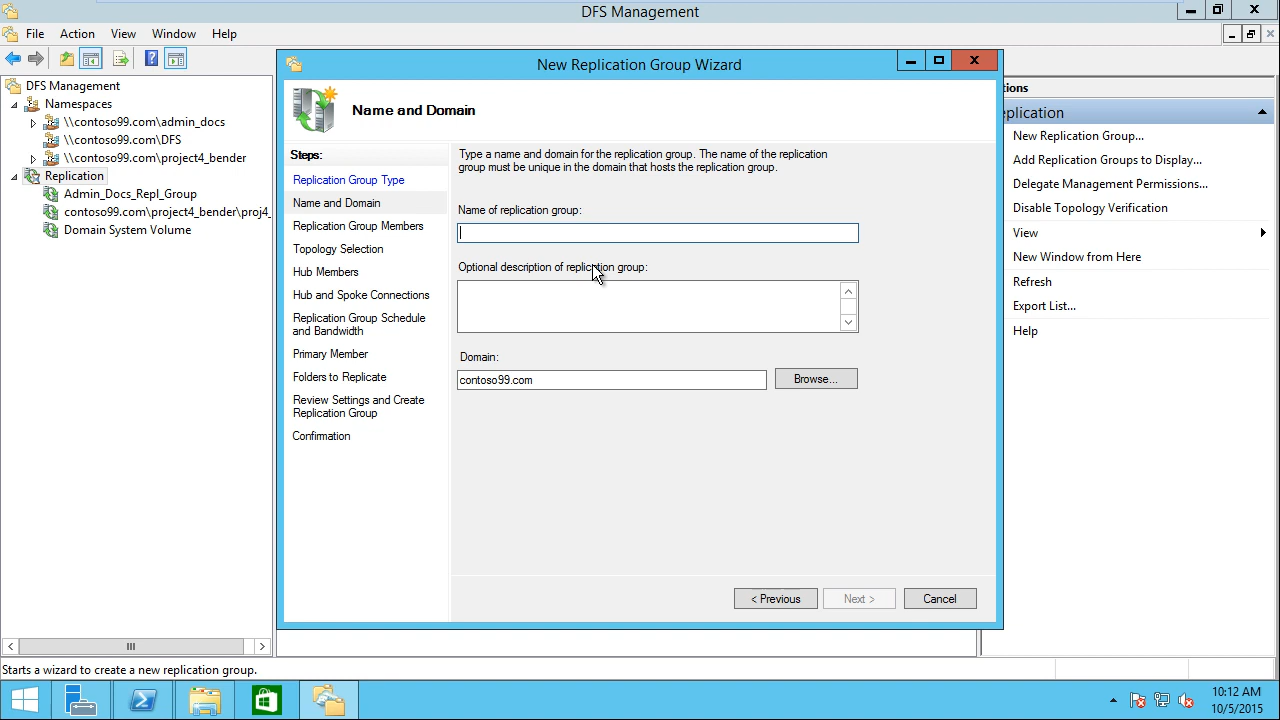 DFS Management
File Action View Window Help
DFS Management
Namespaces
\\contoso99.com\admin_docs
\\contoso99.com\DFS
\\contoso99.com\project4_bender
Replication
Admin_Docs_Repl_Group
contoso99.com\project4_bender\proj4_
Domain System Volume
New Replication Group Wizard
Name and Domain
Steps:
Replication Group Type
Name and Domain
Replication Group Members
Topology Selection
Hub Members
Hub and Spoke Connections
Replication Group Schedule
and Bandwidth
Primary Member
Folders to Replicate
Review Settings and Create
Replication Group
Confirmation
Type a name and domain for the replication group. The name of the replication
group must be unique in the domain that hosts the replication group.
Name of replication group:
Optional description of replication group:
Domain:
contoso99.com
Browse...
< Previous
Next >
Cancel
tions
eplication
New Replication Group...
Add Replication Groups to Display...
Delegate Management Permissions...
Disable Topology Verification
View
New Window from Here
Refresh
Export List...
Help
Starts a wizard to create a new replication group.
10:12 AM
10/5/2015